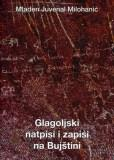 Mladen Juvenal Milohanić
Glagoljski
natpisi i zapisi
na Bujštini